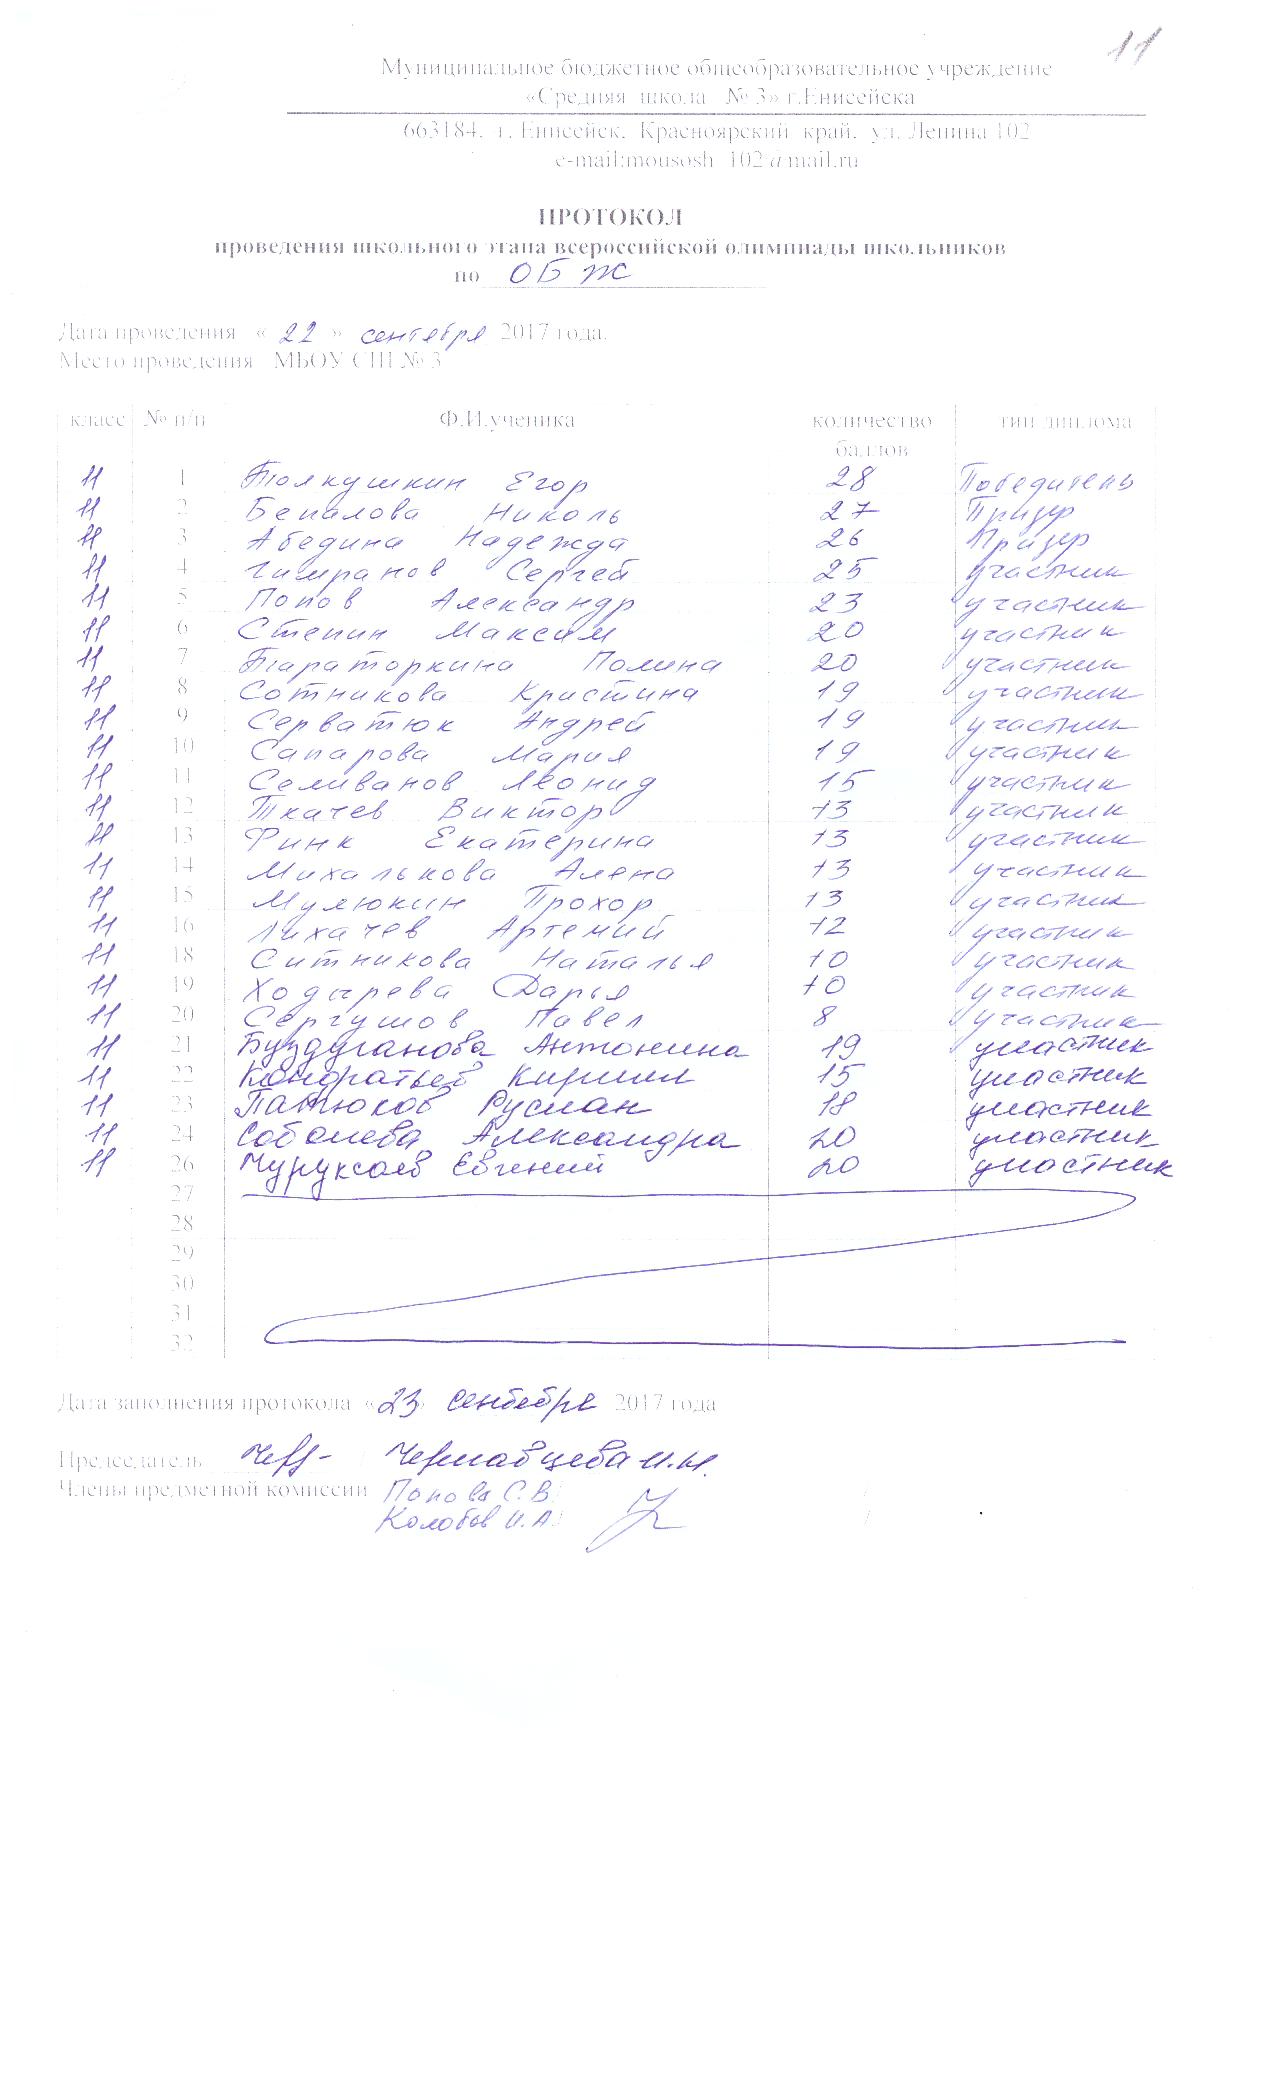 11
Муниципальное бюджетное общеобразовательное учреждение
«Средняя школа № 3» г.Енисейска
663184, г. Енисейск, Красноярский край, ул. Ленина 102
e-mail:mousosh_102@mail.ru
ПРОТОКОЛ
проведения школьного этапа всероссийской олимпиады школьников
по ОБЖ
Дата проведения « 22 » сентября 2017 года.
Место проведения МБОУ СШ № 3
класс № п/п Ф.И.ученика количество баллов тип диплома
11 1 Толкушкин Егор 28 Победитель
11 2 Беналова Николь 27 Призер
11 3 Абедина Надежда 26 Призер
11 4 Гимранов Сергей 25 участник
11 5 Попов Александр 23 участник
11 6 Степин Максим 20 участник
11 7 Тараторкина Полина 20 участник
11 8 Сотникова Кристина 19 участник
11 9 Серватюк Андрей 19 участник
11 10 Сапарова Мария 19 участник
11 11 Селиванов Леонид 15 участник
11 12 Ткачев Виктор 13 участник
11 13 Финк Екатерина 13 участник
11 14 Михалькова Алена 13 участник
11 15 Мулюкин Прохор 13 участник
11 16 Лихачев Артемий 12 участник
11 18 Ситникова Наталья 10 участник
11 19 Ходырева Дарья 10 участник
11 20 Сергушов Павел 8 участник
11 21 Буздуганова Антонина 19 участник
11 22 Кондратьев Кирилл 15 участник
11 23 Патюков Руслан 18 участник
11 24 Соболева Александра 20 участник
11 26 Чуруксаев Евгений 20 участник
27
28
29
30
31
32
Дата заполнения протокола «23» сентября 2017 года
Председатель Чернавцева И.Н.
Члены предметной комиссии Попова С.В.
Колобов И.А.